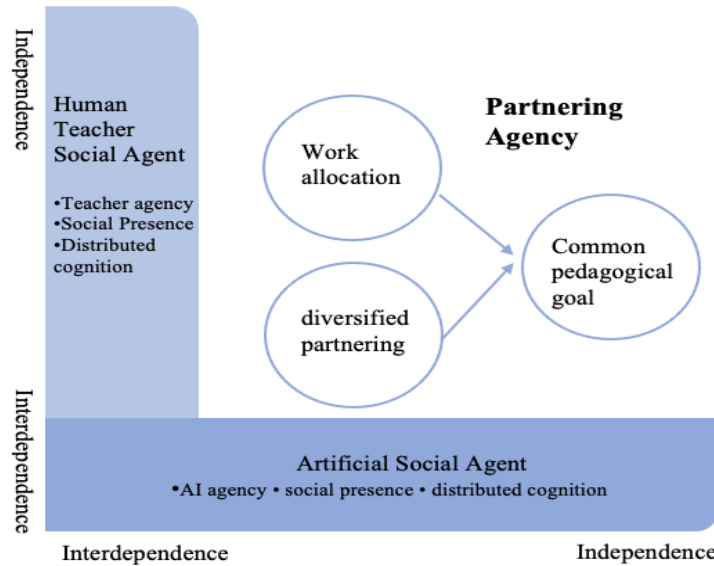 Independence
Human
Teacher
Social Agent
•Teacher agency
•Social Presence
•Distributed
cognition
Partnering
Agency
Work
allocation
Common
pedagogical
goal
diversified
partnering
Interdependence
Artificial Social Agent
•AI agency • social presence • distributed cognition
Interdependence
Independence